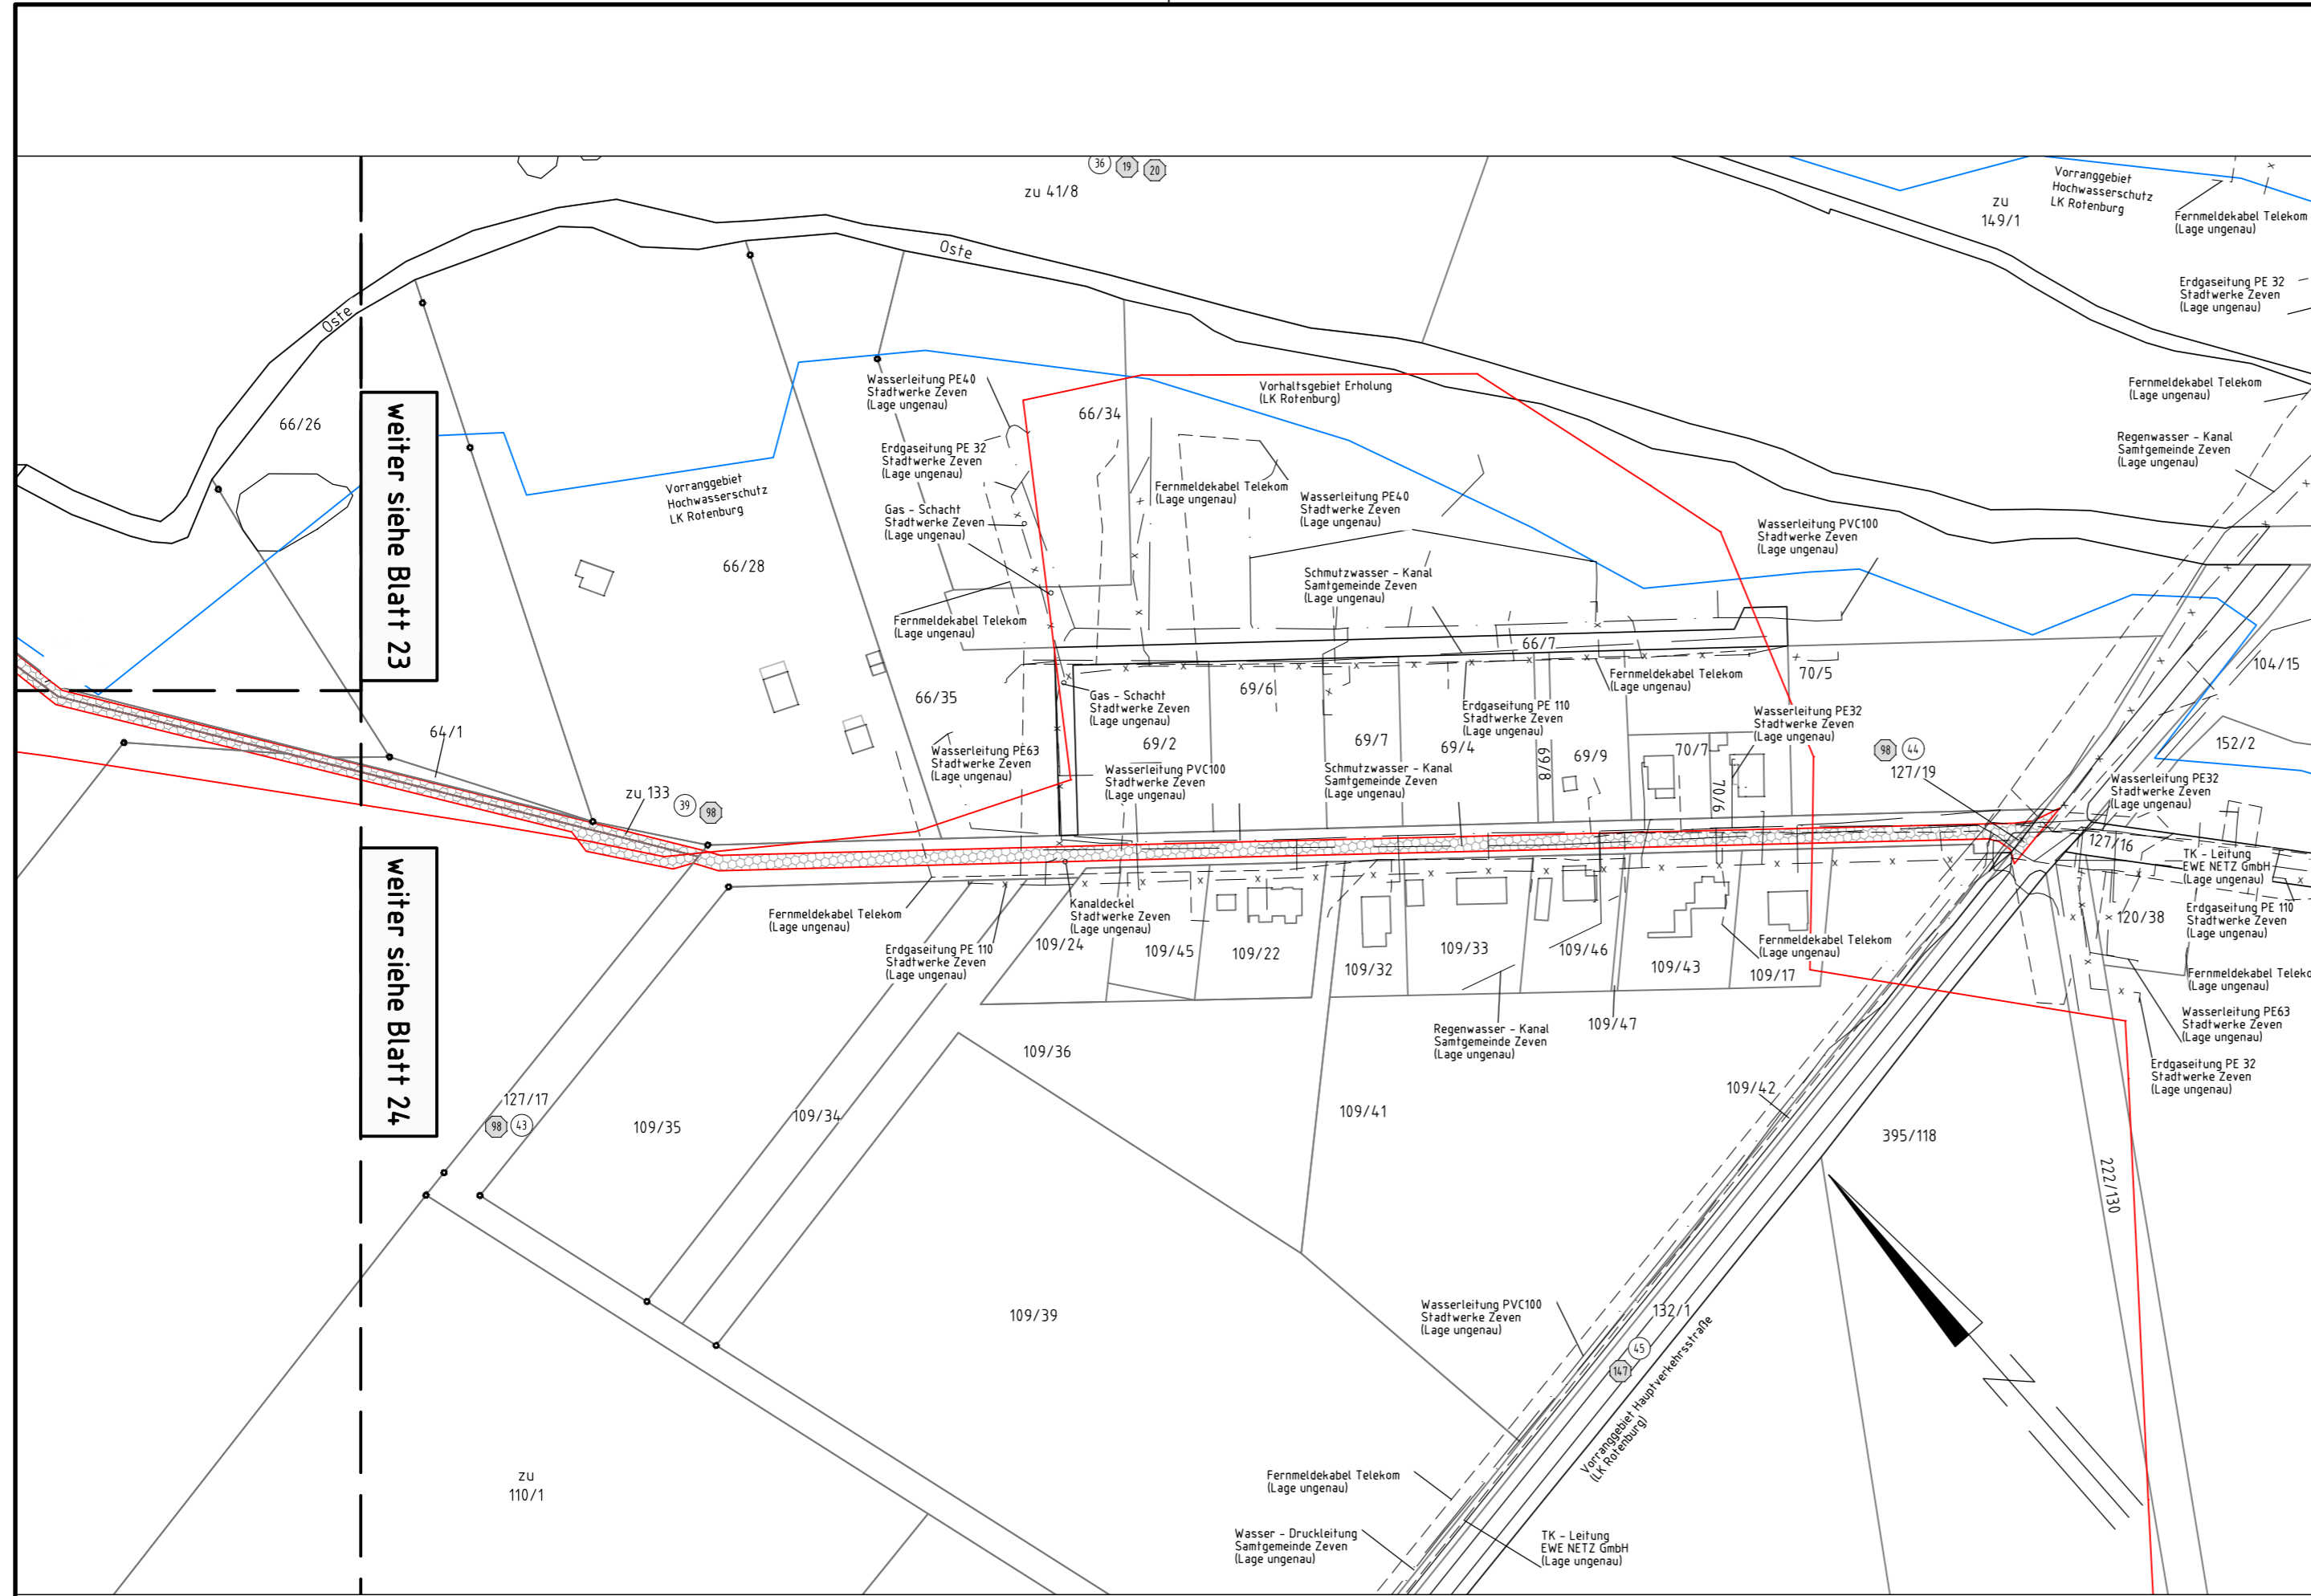 36
19
20
zu 41/8
Vorranggebiet
Hochwasserschutz
LK Rotenburg
zu
149/1
Fernmeldekabel Telekom
(Lage ungenau)
Oste
Erdgaseitung PE 32
Stadtwerke Zeven
(Lage ungenau)
Oste
Wasserleitung PE40
Stadtwerke Zeven
(Lage ungenau)
Vorhaltsgebiet Erholung
(LK Rotenburg)
Fernmeldekabel Telekom
(Lage ungenau)
66/26
weiter siehe Blatt 23
66/34
Erdgaseitung PE 32
Stadtwerke Zeven
(Lage ungenau)
Regenwasser - Kanal
Samtgemeinde Zeven
(Lage ungenau)
Vorranggebiet
Hochwasserschutz
LK Rotenburg
Fernmeldekabel Telekom
(Lage ungenau)
Wasserleitung PE40
Stadtwerke Zeven
(Lage ungenau)
Gas - Schacht
Stadtwerke Zeven
(Lage ungenau)
Wasserleitung PVC100
Stadtwerke Zeven
(Lage ungenau)
66/28
Schmutzwasser - Kanal
Samtgemeinde Zeven
(Lage ungenau)
Fernmeldekabel Telekom
(Lage ungenau)
66/7
66/35
Gas - Schacht
Stadtwerke Zeven
(Lage ungenau)
69/6
Fernmeldekabel Telekom
(Lage ungenau)
70/5
104/15
Erdgaseitung PE 110
Stadtwerke Zeven
(Lage ungenau)
Wasserleitung PE32
Stadtwerke Zeven
(Lage ungenau)
64/1
Wasserleitung PE63
Stadtwerke Zeven
(Lage ungenau)
69/2
69/7
69/4
69/8
69/9
70/7
70/6
98
44
127/19
152/2
Wasserleitung PVC100
Stadtwerke Zeven
(Lage ungenau)
Schmutzwasser - Kanal
Samtgemeinde Zeven
(Lage ungenau)
Wasserleitung PE32
Stadtwerke Zeven
(Lage ungenau)
zu 133
39
98
127/16
TK - Leitung
EWE NETZ GmbH
(Lage ungenau)
weiter siehe Blatt 24
Fernmeldekabel Telekom
(Lage ungenau)
Kanaldeckel
Stadtwerke Zeven
(Lage ungenau)
Erdgaseitung PE 110
Stadtwerke Zeven
(Lage ungenau)
109/24
109/45
109/22
109/32
109/33
109/46
109/43
109/17
Fernmeldekabel Telekom
(Lage ungenau)
120/38
Erdgaseitung PE 110
Stadtwerke Zeven
(Lage ungenau)
Fernmeldekabel Teleko
(Lage ungenau)
Wasserleitung PE63
Stadtwerke Zeven
(Lage ungenau)
Regenwasser - Kanal
Samtgemeinde Zeven
(Lage ungenau)
109/47
109/36
Erdgaseitung PE 32
Stadtwerke Zeven
(Lage ungenau)
127/17
98
43
109/35
109/34
109/41
109/42
395/118
222/130
109/39
Wasserleitung PVC100
Stadtwerke Zeven
(Lage ungenau)
132/1
45
147
Vorranggebiet Hauptverkehrsstraße
(LK Rotenburg)
zu
110/1
Fernmeldekabel Telekom
(Lage ungenau)
Wasser - Druckleitung
Samtgemeinde Zeven
(Lage ungenau)
TK - Leitung
EWE NETZ GmbH
(Lage ungenau)